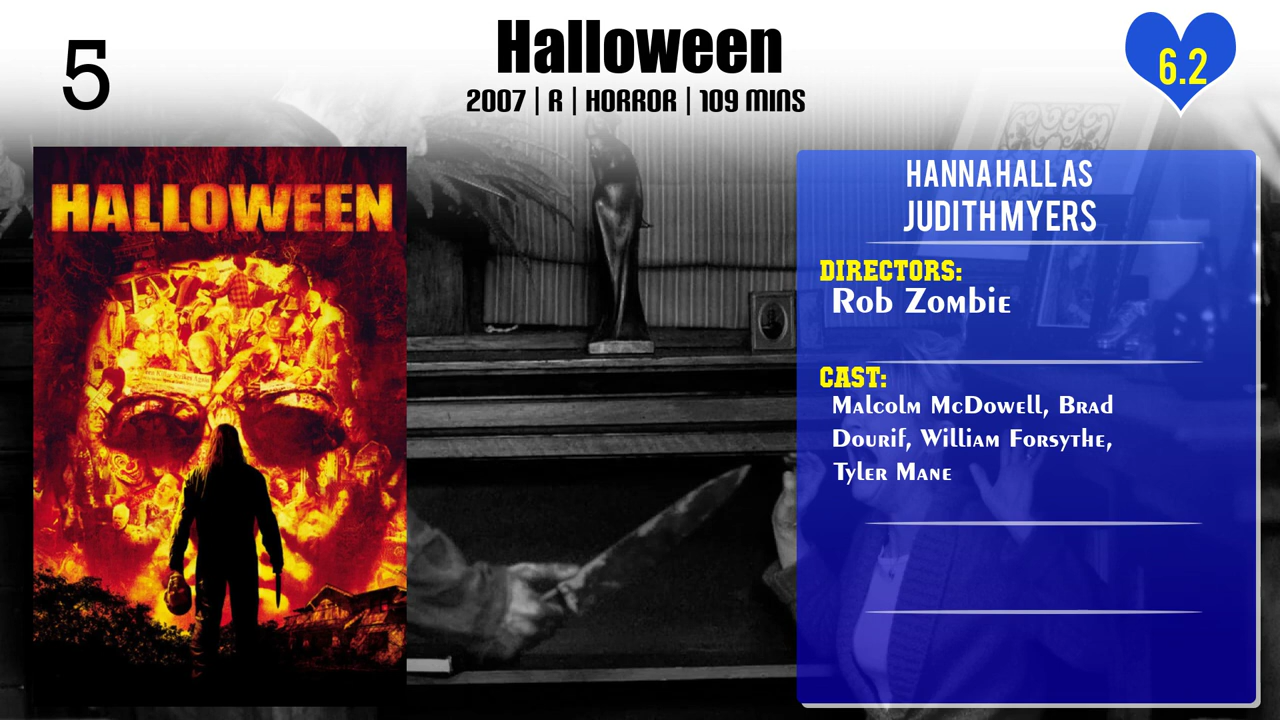 5
Halloween
2007 | R | HORROR | 109 MINS
6.2
HALLOWEEN
HANNA HALL AS
JUDITH MYERS
DIRECTORS:
Rob Zombie
CAST:
Malcolm McDowell, Brad
Dourif, William Forsythe,
Tyler Mane